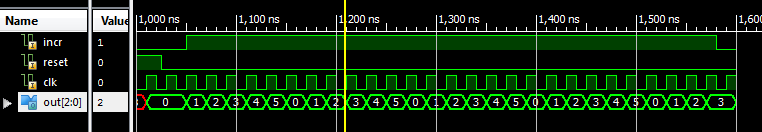 Name Value 1,000 ns 1,100 ns 1,200 ns 1,300 ns 1,400 ns 1,500 ns
incr 1
reset 0
clk 0
out[2:0] 2 0 1 2 3 4 5 0 1 2 3 4 5 0 1 2 3 4 5 0 1 2 3 4 5 0 1 2 3